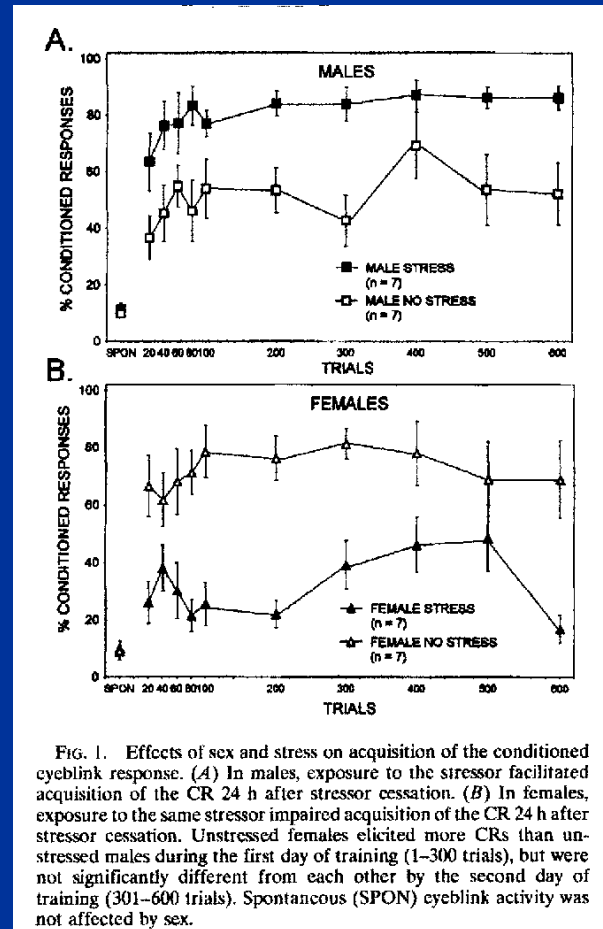 A.
MALES
100
80
60
40
20
0
% CONDITIONED RESPONSES
MALE STRESS
(n = 7)
MALE NO STRESS
(n = 7)
SPON 20 40 60 80 100 200 300 400 500 600
TRIALS
B.
FEMALES
100
80
60
40
20
0
% CONDITIONED RESPONSES
FEMALE STRESS
(n = 7)
FEMALE NO STRESS
(n = 7)
SPON 20 40 60 80 100 200 300 400 500 600
TRIALS
FIG. 1. Effects of sex and stress on acquisition of the conditioned
eyeblink response. (A) In males, exposure to the stressor facilitated
acquisition of the CR 24 h after stressor cessation. (B) In females,
exposure to the same stressor impaired acquisition of the CR 24 h after
stressor cessation. Unstressed females elicited more CRs than un-
stressed males during the first day of training (1–300 trials), but were
not significantly different from each other by the second day of
training (301–600 trials). Spontaneous (SPON) eyeblink activity was
not affected by sex.